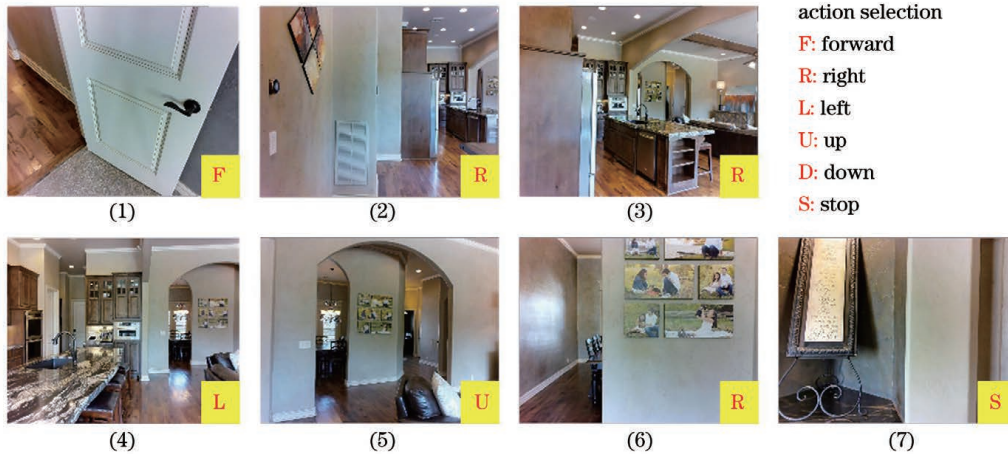 action selection
F: forward
R: right
L: left
U: up
D: down
S: stop
F
R
R
(1)
(2)
(3)
L
U
R
S
(4)
(5)
(6)
(7)